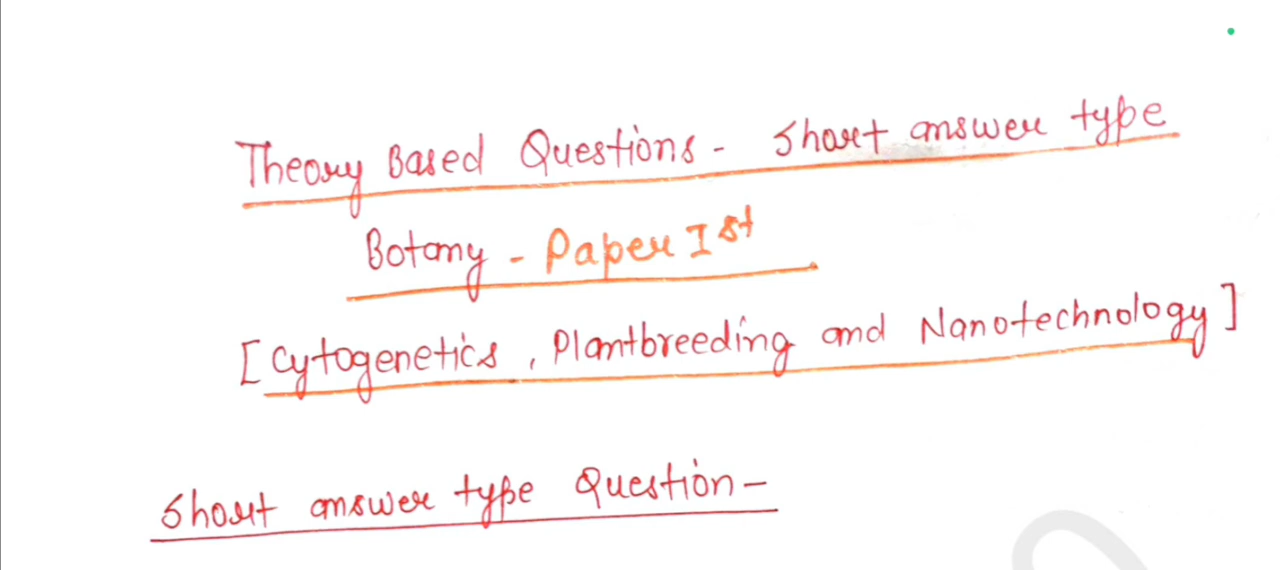 Theory Based Questions - Short answer type
Botany - Paper Ist
[Cytogenetics, Plantbreeding and Nanotechnology]
Short answer type Question-